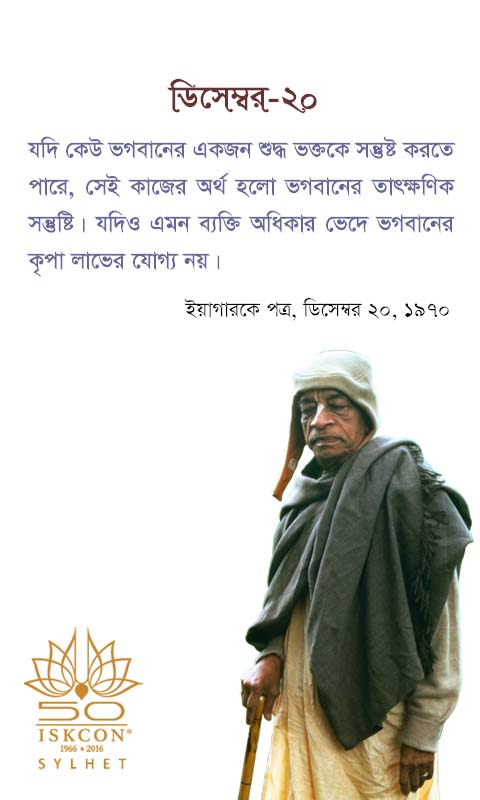 ডিসেম্বর-২০
যদি কেউ ভগবানের একজন শুদ্ধ ভক্তকে সন্তুষ্ট করতে
পারে, সেই কাজের অর্থ হলো ভগবানের তাৎক্ষণিক
সন্তুষ্টি। যদিও এমন ব্যক্তি অধিকার ভেদে ভগবানের
কৃপা লাভের যোগ্য নয়।
ইয়াগারকে পত্র, ডিসেম্বর ২০, ১৯৭০
50
ISKCON®
1966 • 2016
SYLHET